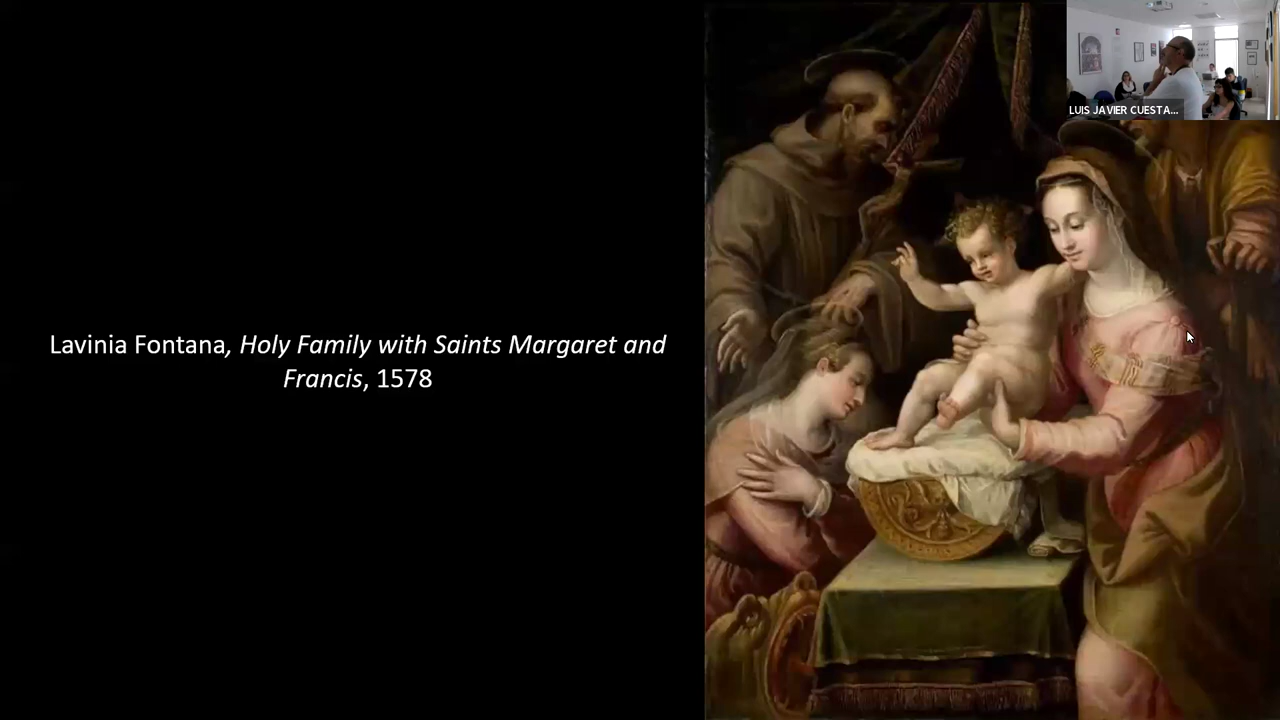 LUIS JAVIER CUESTA...
Lavinia Fontana, Holy Family with Saints Margaret and
Francis, 1578